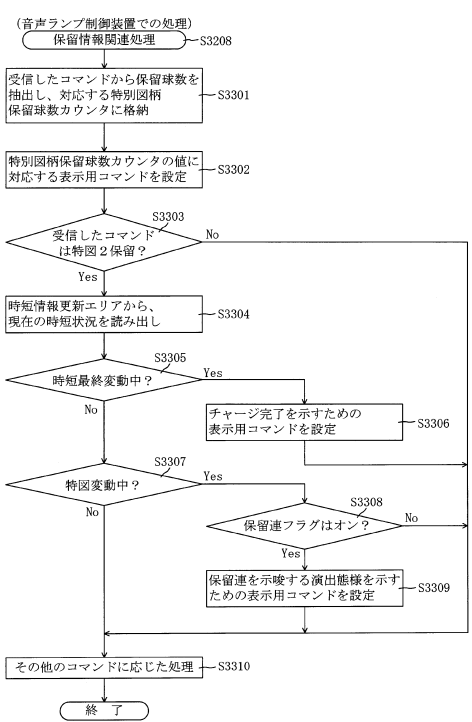 (音声ランプ制御装置での処理)
保留情報関連処理
S3208
受信したコマンドから保留球数を
抽出し、対応する特別図柄
保留球数カウンタに格納
S3301
特別図柄保留球数カウンタの値に
対応する表示用コマンドを設定
S3302
S3303
受信したコマンド
は特図2保留?
No
Yes
時短情報更新エリアから、
現在の時短状況を読み出し
S3304
S3305
時短最終変動中?
Yes
No
チャージ完了を示すための
表示用コマンドを設定
S3306
S3307
特図変動中?
Yes
No
S3308
保留連フラグはオン?
No
Yes
保留連を示唆する演出態様を示す
ための表示用コマンドを設定
S3309
その他のコマンドに応じた処理
S3310
終 了